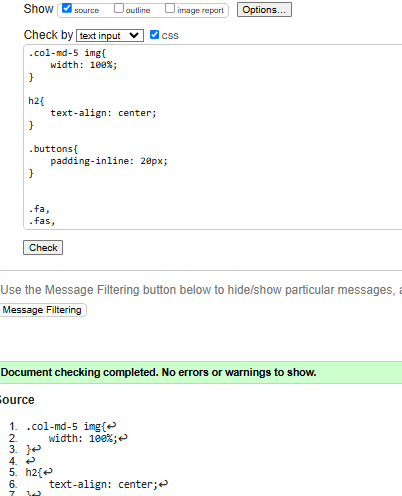 Show source outline image report Options...
Check by text input css
.col-md-5 img{
    width: 100%;
}
h2{
    text-align: center;
}
.buttons{
    padding-inline: 20px;
}
.fa,
.fas,
Check
Use the Message Filtering button below to hide/show particular messages,
Message Filtering
Document checking completed. No errors or warnings to show.
ource
1. .col-md-5 img{↩
2.     width: 100%;↩
3. }↩
4. ↩
5. h2{↩
6.     text-align: center;↩
7. }↩